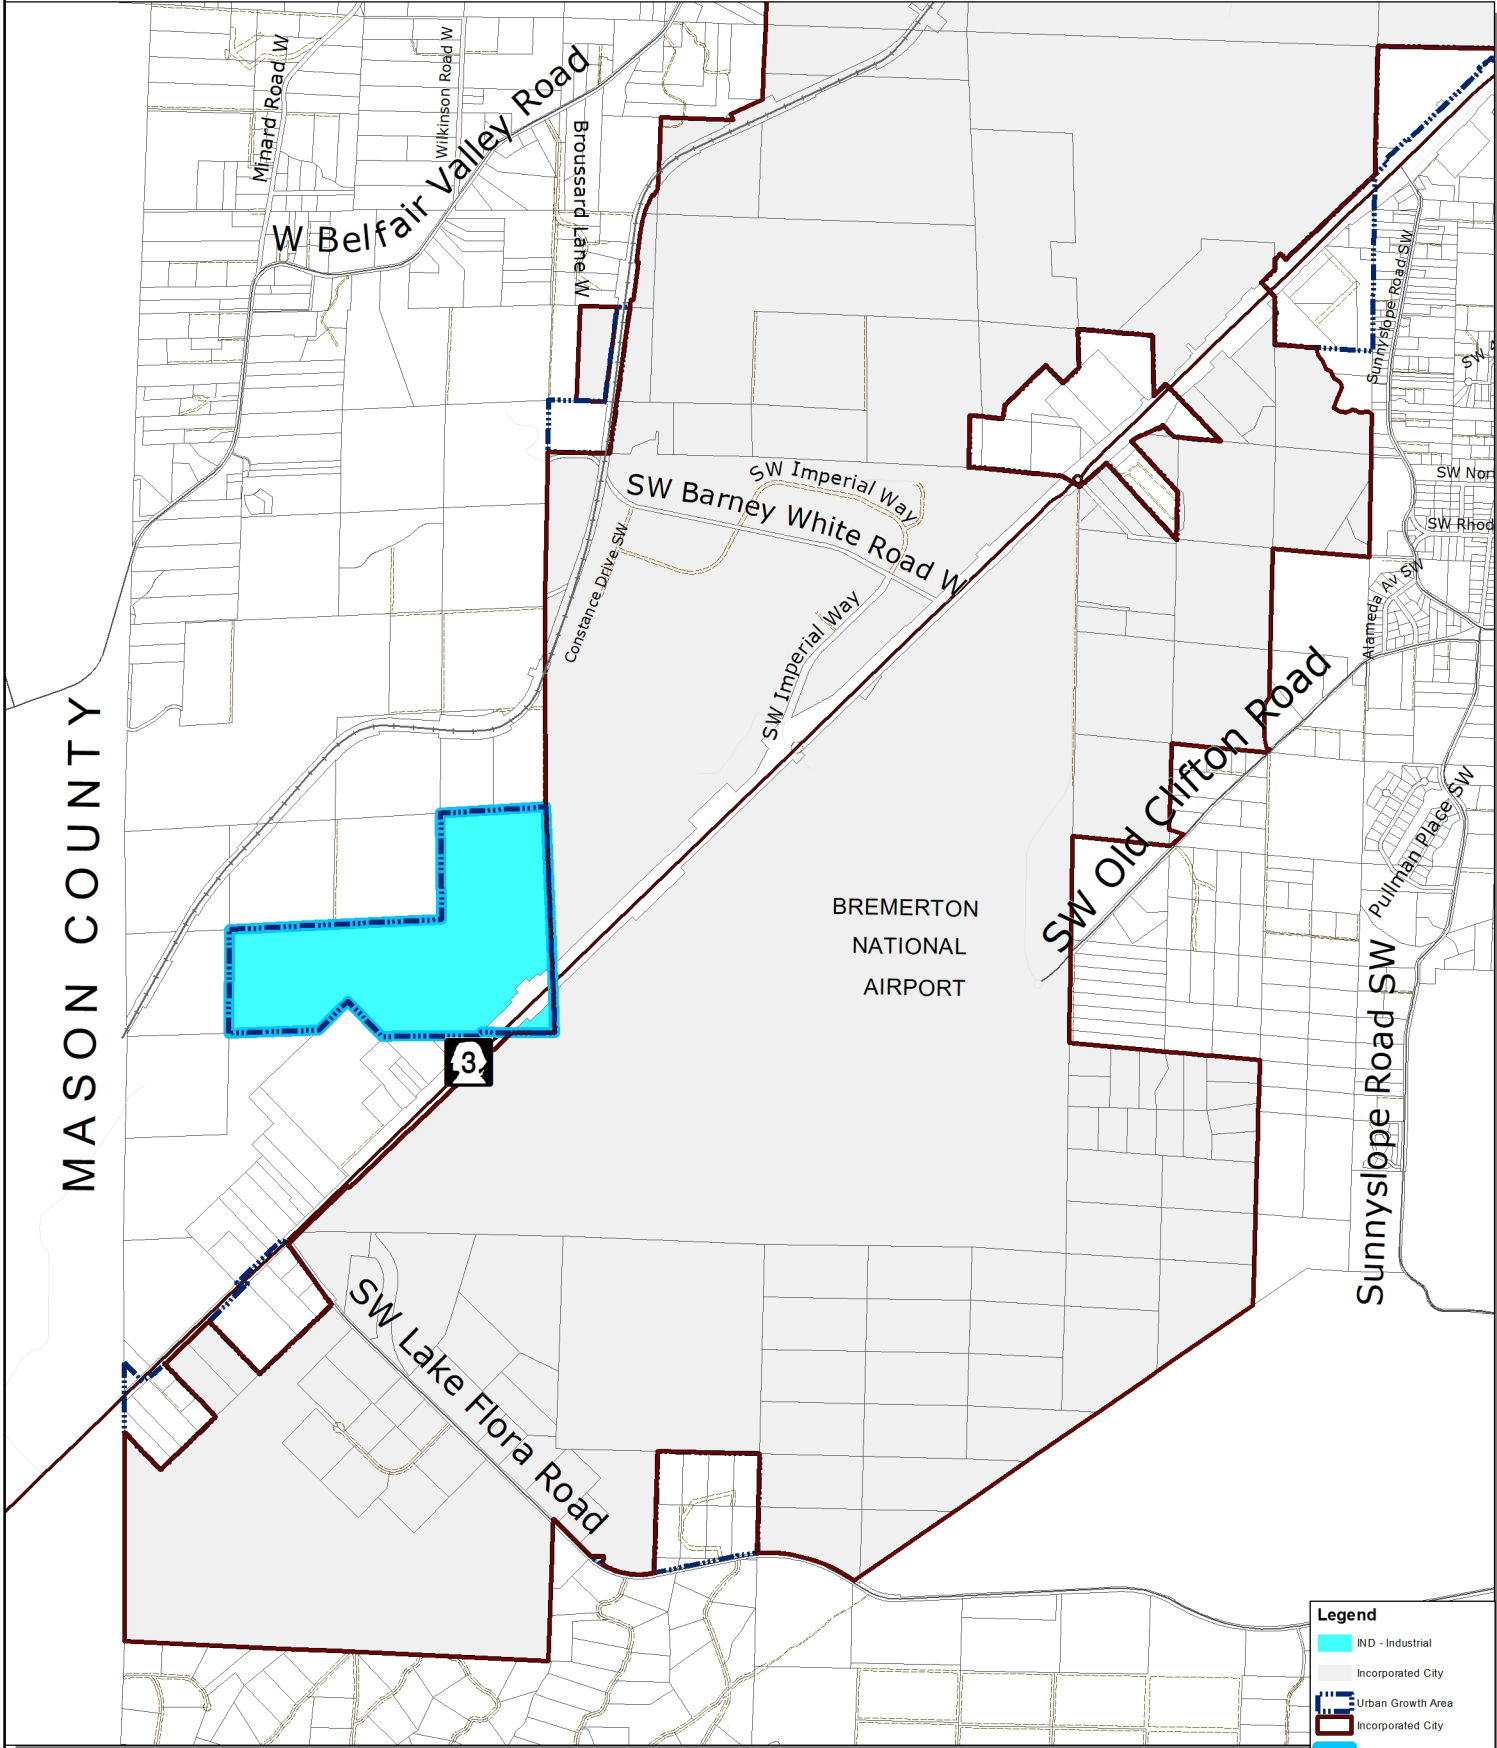 Minard Road W
Wilkinson Road W
W Belfair Valley Road
Broussard Lane W
Sunnyslope Road SW
SW
SW Nor
SW Rhod
SW Imperial Way
SW Barney White Road W
Constance Drive SW
SW Imperial Way
Alameda Av SW
SW Old Clifton Road
Pullman Place SW
MASON COUNTY
BREMERTON
NATIONAL
AIRPORT
Sunnyslope Road SW
3
SW Lake Flora Road
Legend
IND - Industrial
Incorporated City
Urban Growth Area
Incorporated City